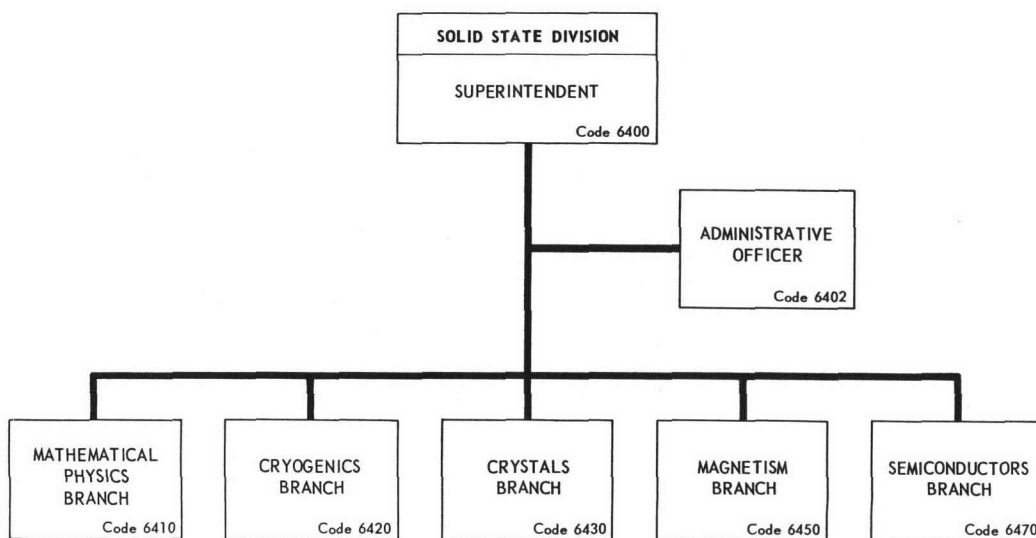 SOLID STATE DIVISION
SUPERINTENDENT
Code 6400
ADMINISTRATIVE
OFFICER
Code 6402
MATHEMATICAL
PHYSICS
BRANCH
Code 6410
CRYOGENICS
BRANCH
Code 6420
CRYSTALS
BRANCH
Code 6430
MAGNETISM
BRANCH
Code 6450
SEMICONDUCTORS
BRANCH
Code 6470